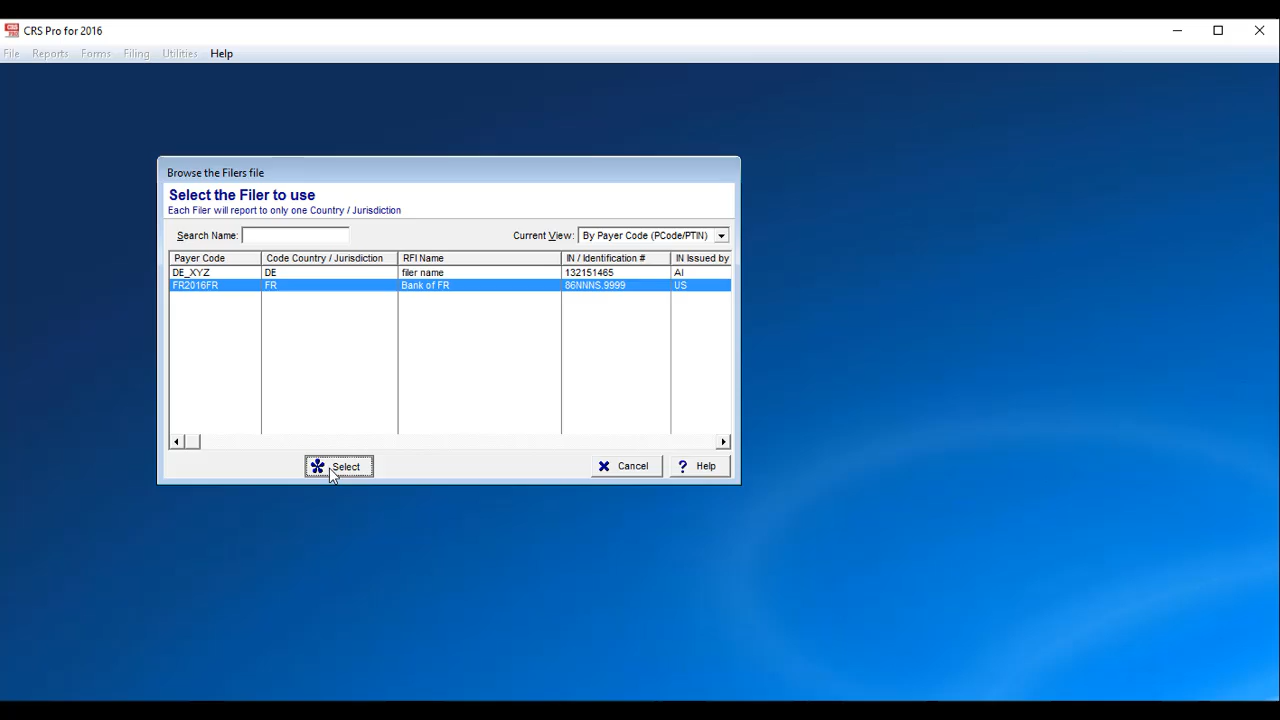 CRS PRO CRS Pro for 2016
File Reports Forms Filing Utilities Help
Browse the Filers file
Select the Filer to use
Each Filer will report to only one Country / Jurisdiction
Search Name: Current View: By Payer Code (PCode/PTIN)
Payer Code Code Country / Jurisdiction RFI Name IN / Identification # IN Issued by
DE_XYZ DE filer name 132151465 AI
FR2016FR FR Bank of FR 86NNNS.9999 US
Select Cancel ? Help